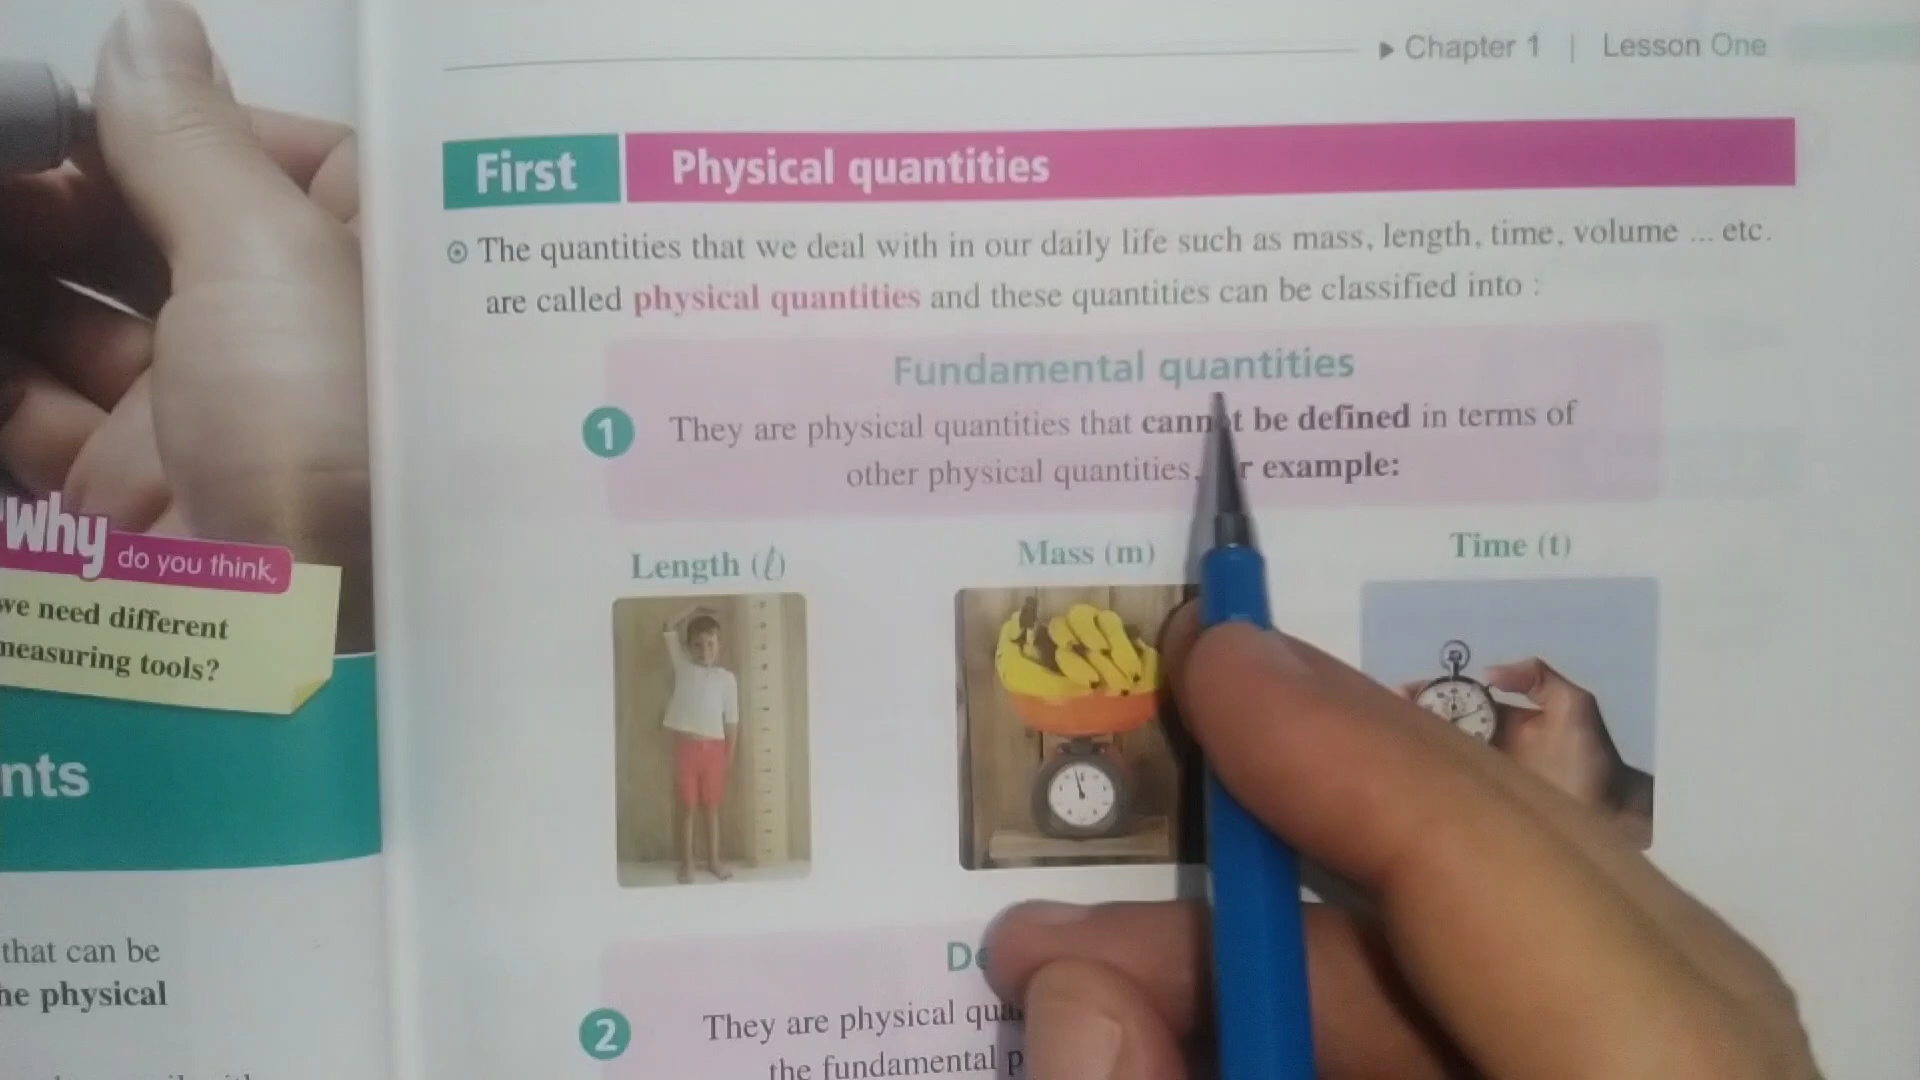 Chapter 1 | Lesson One
First Physical quantities
The quantities that we deal with in our daily life such as mass, length, time, volume ... etc.
are called physical quantities and these quantities can be classified into :
Fundamental quantities
1 They are physical quantities that cannot be defined in terms of
other physical quantities, example:
Length (ℓ) Mass (m) Time (t)
2 They are physical
the fundamental
Why do you think,
we need different
measuring tools?
nts
that can be
he physical